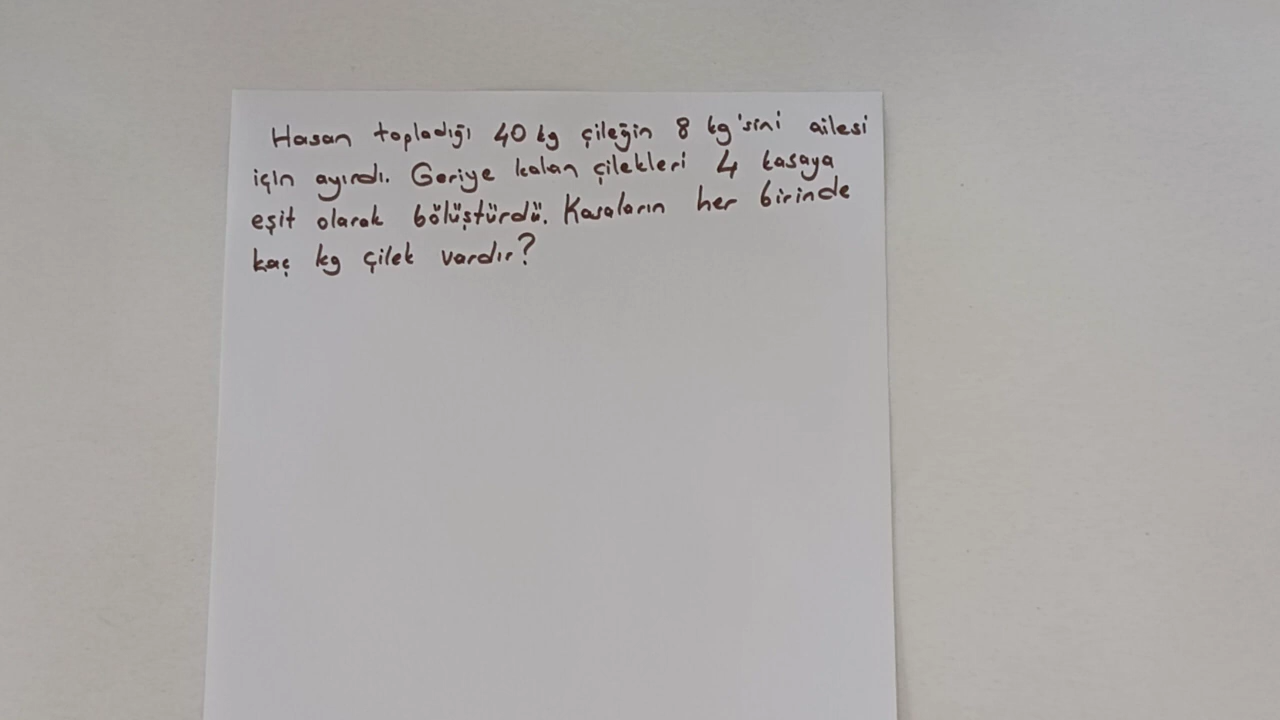 Hasan topladığı 40 kg çileğin 8 kg'sini ailesi
için ayırdı. Geriye kalan çilekleri 4 kasaya
eşit olarak bölüştürdü. Kasaların her birinde
kaç kg çilek vardır?